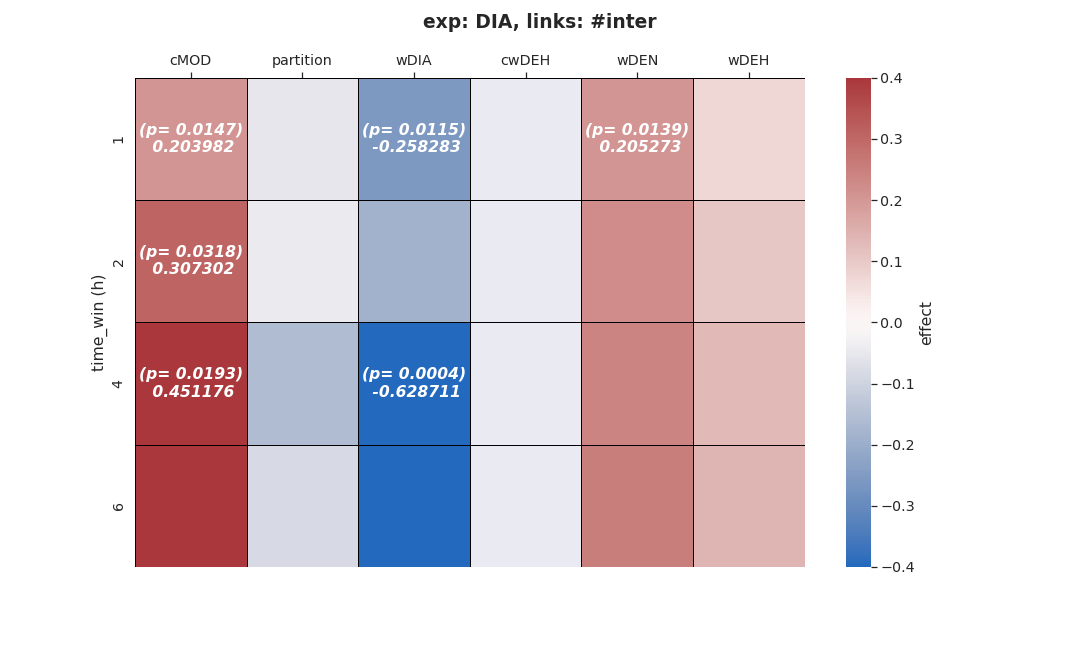 exp: DIA, links: #inter
cMOD partition wDIA cwDEH wDEN wDEH
(p= 0.0147) (p= 0.0115) (p= 0.0139)
0.203982 -0.258283 0.205273
(p= 0.0318)
0.307302
(p= 0.0193) (p= 0.0004)
0.451176 -0.628711
1
2
4
6
time_win (h)
0.4
0.3
0.2
0.1
0.0
−0.1
−0.2
−0.3
−0.4
effect